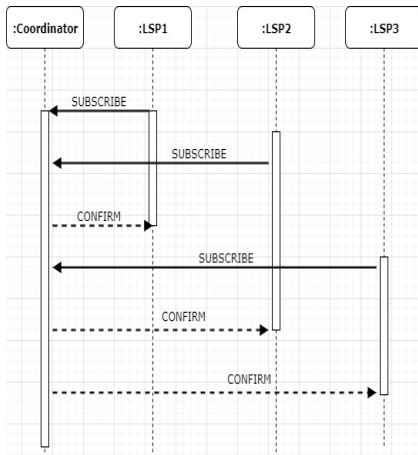 :Coordinator
:LSP1
:LSP2
:LSP3
SUBSCRIBE
SUBSCRIBE
CONFIRM
SUBSCRIBE
CONFIRM
CONFIRM